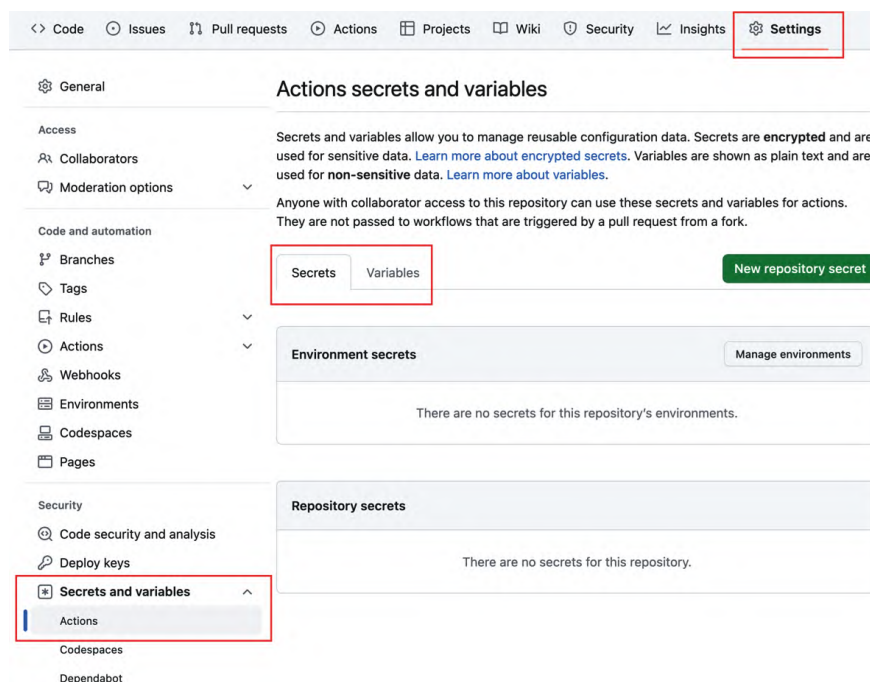 Code Issues Pull requests Actions Projects Wiki Security Insights Settings
General
Access
Collaborators
Moderation options
Code and automation
Branches
Tags
Rules
Actions
Webhooks
Environments
Codespaces
Pages
Security
Code security and analysis
Deploy keys
Secrets and variables
Actions
Codespaces
Dependabot
Actions secrets and variables
Secrets and variables allow you to manage reusable configuration data. Secrets are encrypted and are
used for sensitive data. Learn more about encrypted secrets. Variables are shown as plain text and are
used for non-sensitive data. Learn more about variables.
Anyone with collaborator access to this repository can use these secrets and variables for actions.
They are not passed to workflows that are triggered by a pull request from a fork.
Secrets Variables
New repository secret
Environment secrets
Manage environments
There are no secrets for this repository's environments.
Repository secrets
There are no secrets for this repository.